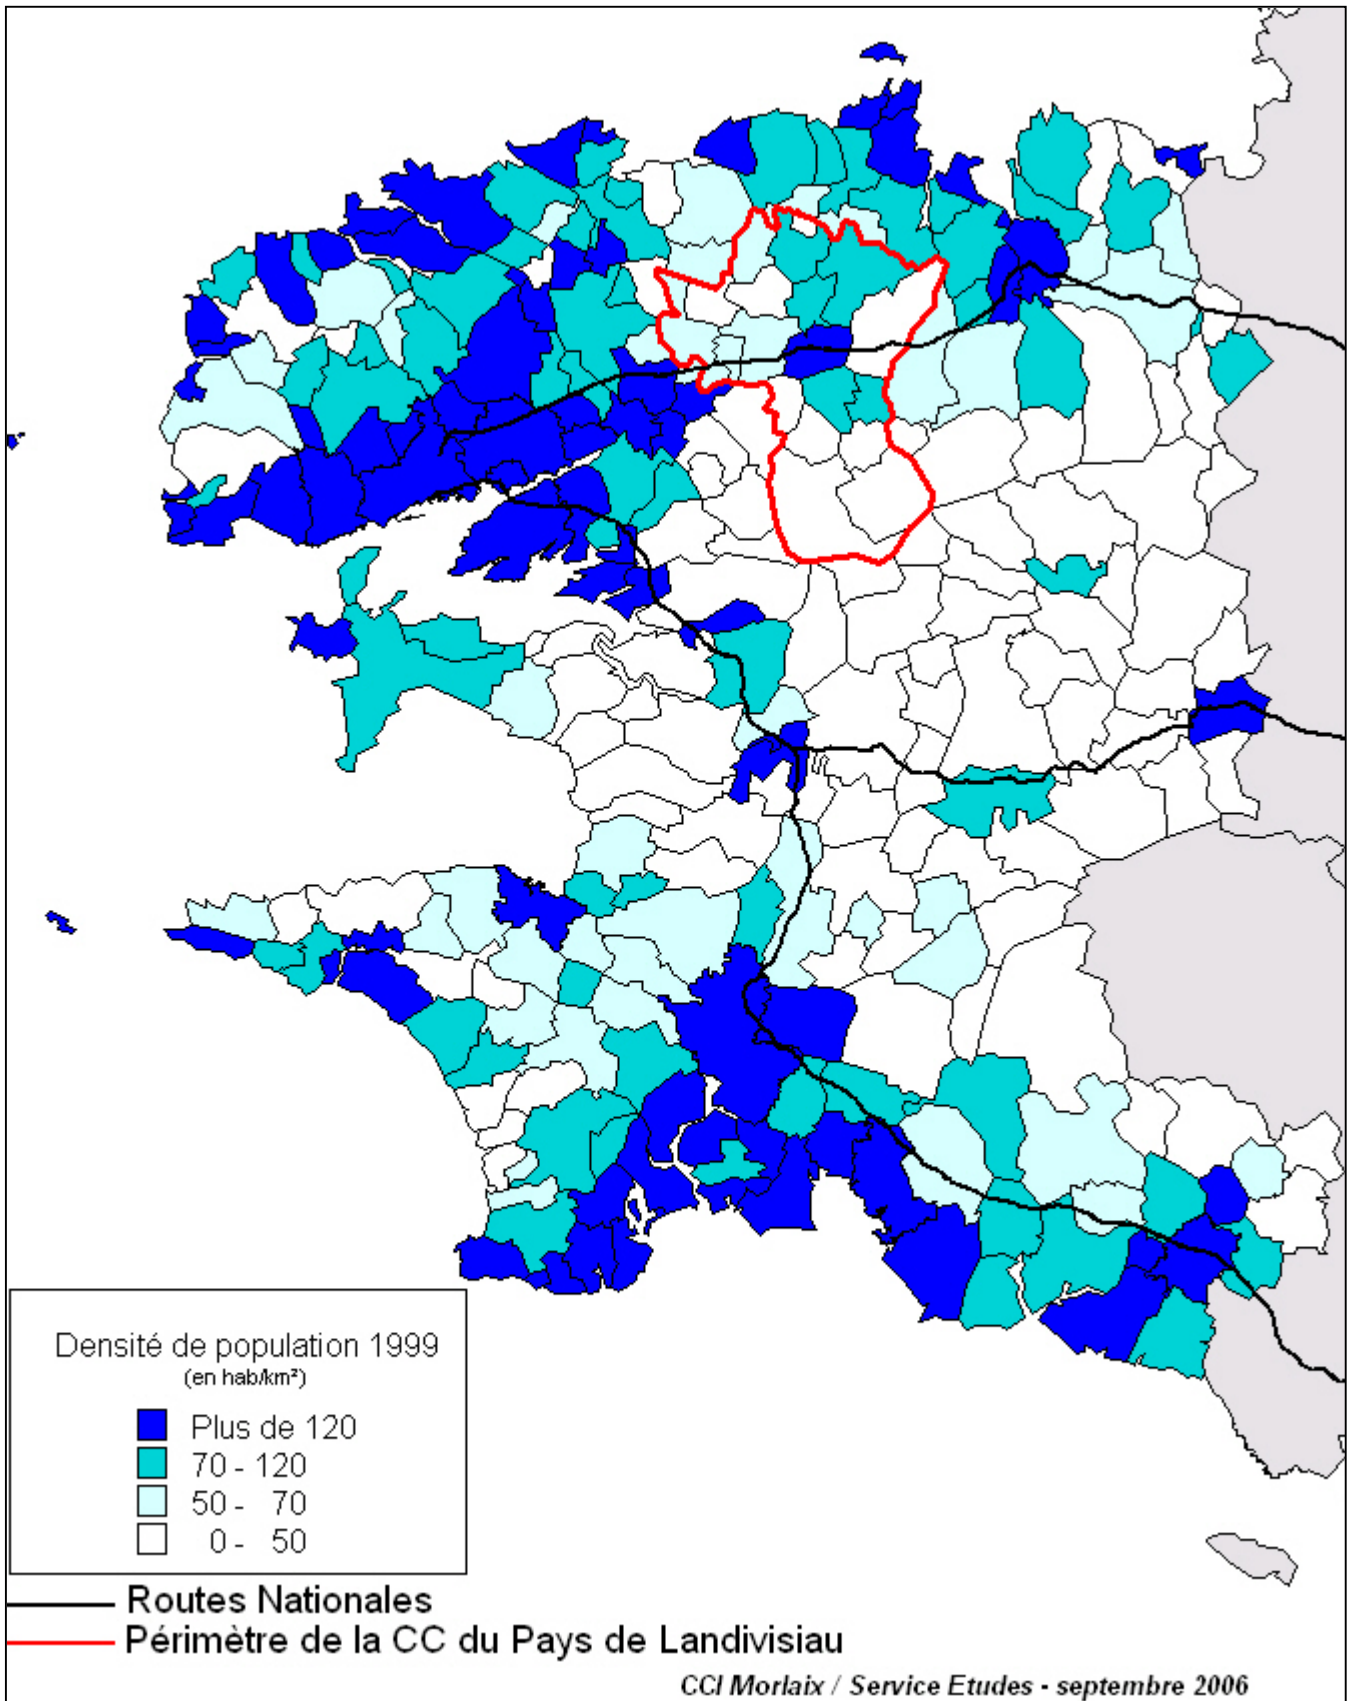 Densité de population 1999
(en hab/km²)
Plus de 120
70 - 120
50 - 70
0 - 50
Routes Nationales
Périmètre de la CC du Pays de Landivisiau
CCI Morlaix / Service Etudes - septembre 2006